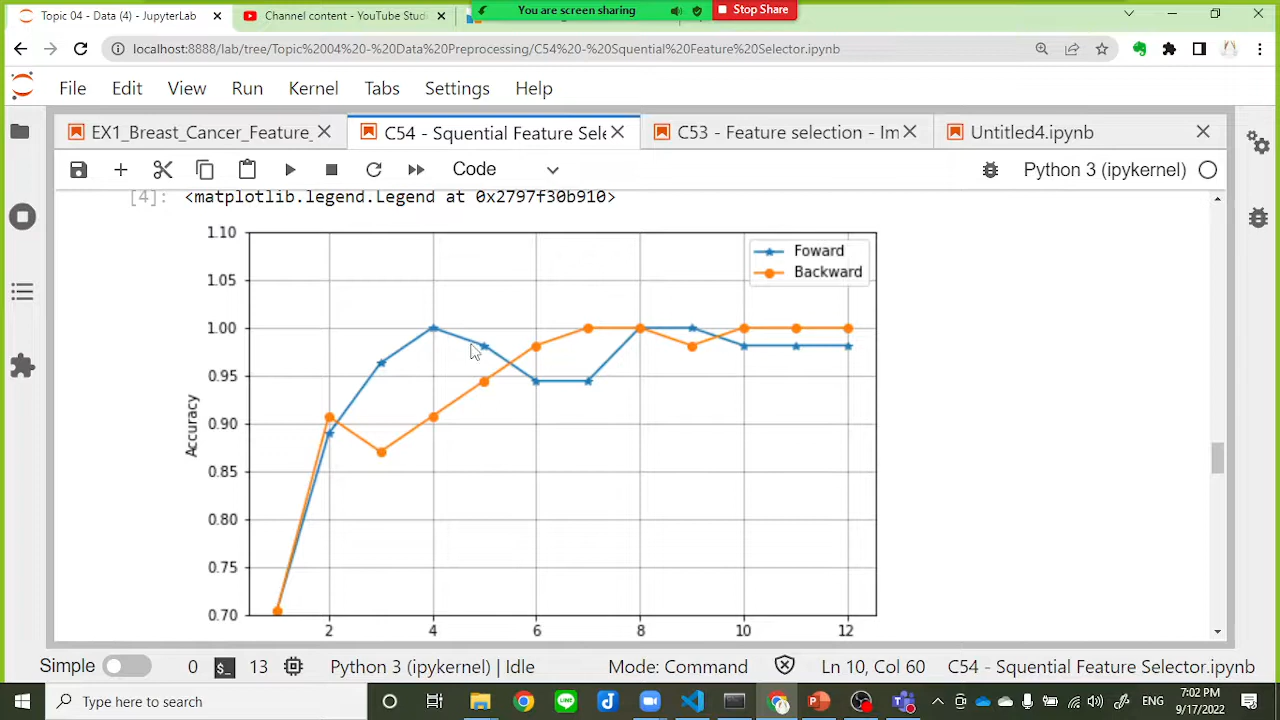 You are screen sharing
Stop Share
Topic 04 - Data (4) - JupyterLab
Channel content - YouTube Studi
localhost:8888/lab/tree/Topic%2004%20-%20Data%20Preprocessing/C54%20-%20Squential%20Feature%20Selector.ipynb
File Edit View Run Kernel Tabs Settings Help
EX1_Breast_Cancer_Feature_
C54 - Squential Feature Sele
C53 - Feature selection - Im
Untitled4.ipynb
Code
Python 3 (ipykernel)
[4]: <matplotlib.legend.Legend at 0x2797f30b910>
1.10
1.05
1.00
0.95
0.90
0.85
0.80
0.75
0.70
Accuracy
Foward
Backward
2 4 6 8 10 12
Simple 0 $_ 13 Python 3 (ipykernel) | Idle Mode: Command Ln 10, Col 60 C54 - Squential Feature Selector.ipynb
Type here to search
ENG
7:02 PM
9/17/2022